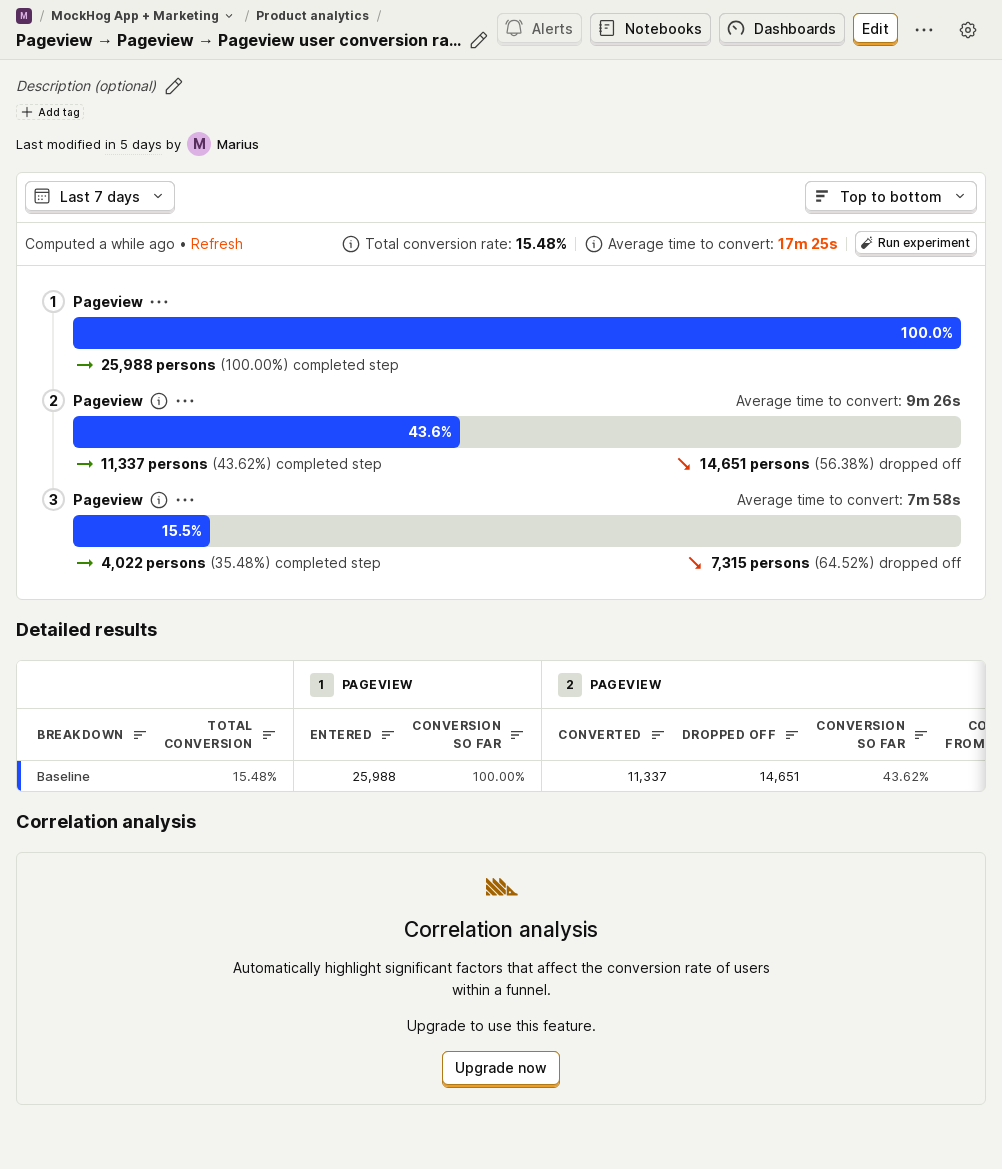 M / MockHog App + Marketing / Product analytics /
Pageview → Pageview → Pageview user conversion ra...
Alerts Notebooks Dashboards Edit
Description (optional)
Add tag
Last modified in 5 days by M Marius
Last 7 days Top to bottom
Computed a while ago • Refresh Total conversion rate: 15.48% Average time to convert: 17m 25s Run experiment
1 Pageview
100.0%
25,988 persons (100.00%) completed step
2 Pageview Average time to convert: 9m 26s
43.6%
11,337 persons (43.62%) completed step 14,651 persons (56.38%) dropped off
3 Pageview Average time to convert: 7m 58s
15.5%
4,022 persons (35.48%) completed step 7,315 persons (64.52%) dropped off
Detailed results
1 PAGEVIEW 2 PAGEVIEW
BREAKDOWN TOTAL CONVERSION ENTERED CONVERSION SO FAR CONVERTED DROPPED OFF CONVERSION SO FAR CO FROM
Baseline 15.48% 25,988 100.00% 11,337 14,651 43.62%
Correlation analysis
Correlation analysis
Automatically highlight significant factors that affect the conversion rate of users
within a funnel.
Upgrade to use this feature.
Upgrade now